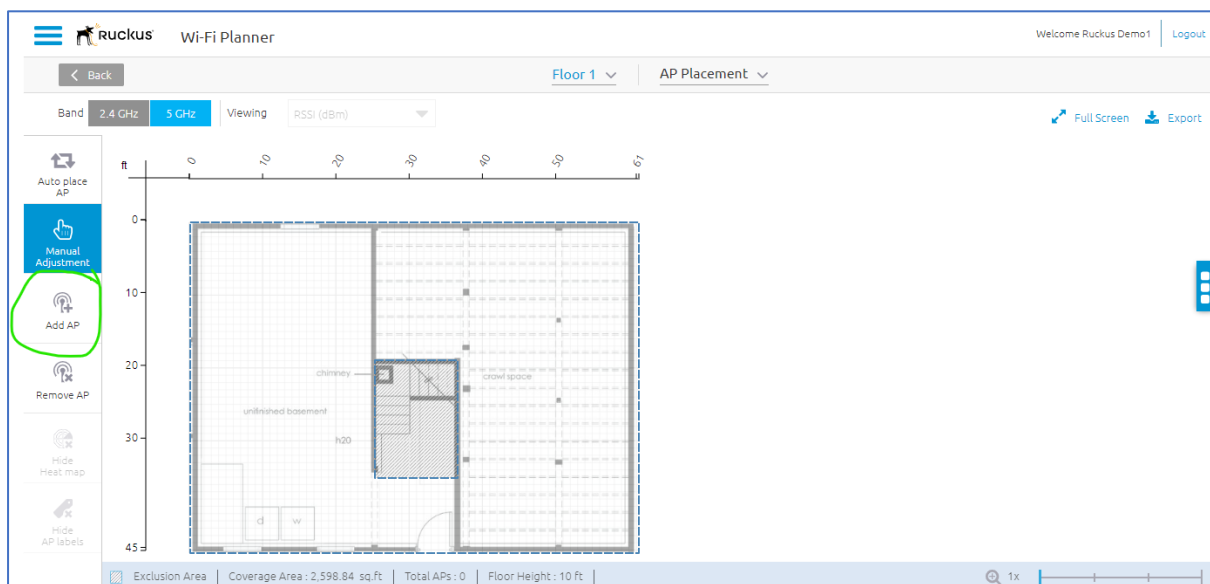 Ruckus Wi-Fi Planner Welcome Ruckus Demo1 Logout
Back Floor 1 AP Placement
Band 2.4 GHz 5 GHz Viewing RSSI (dBm) Full Screen Export
Auto place
AP
Manual
Adjustment
Add AP
Remove AP
Hide
Heat map
Hide
AP labels
ft 0 10 20 30 40 50 61
0
10
20
30
45
chimney
up
crawl space
unifinished basement
h20
d w
Exclusion Area Coverage Area : 2,598.84 sq.ft Total APs : 0 Floor Height : 10 ft 1x